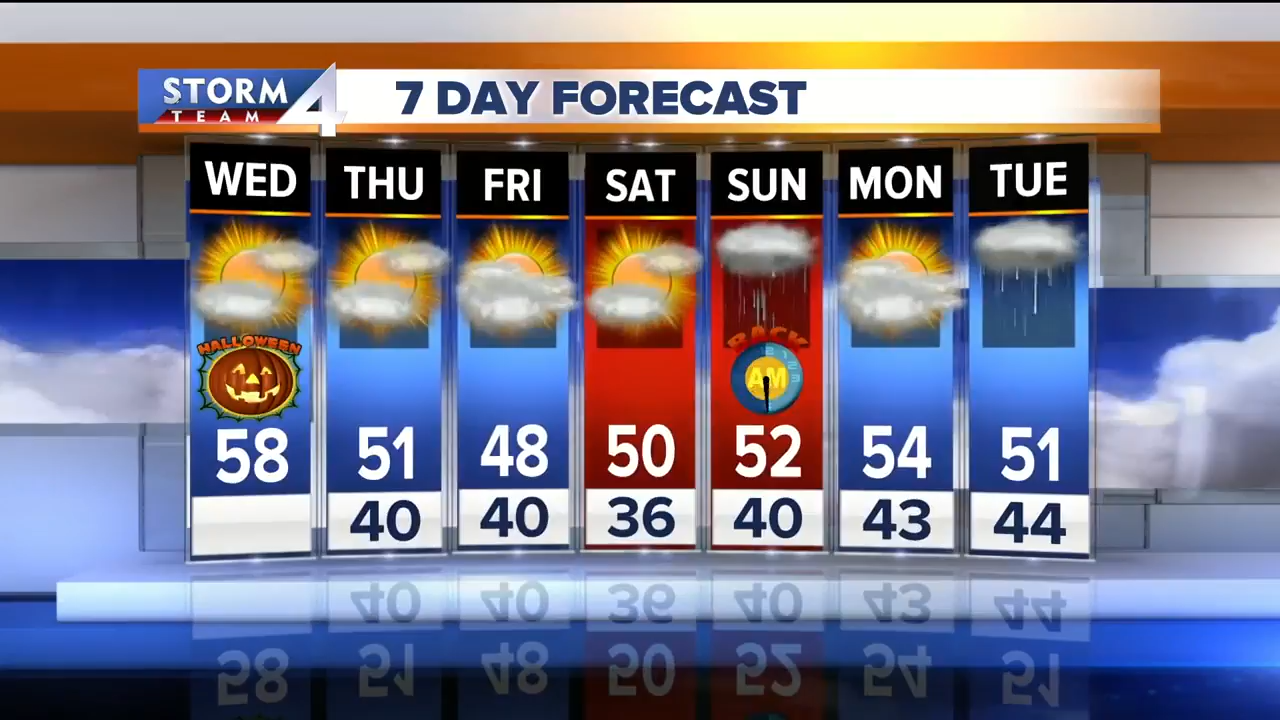 STORM
TEAM 4
7 DAY FORECAST
WED THU FRI SAT SUN MON TUE
HALLOWEEN
BACK
AM
58 51 48 50 52 54 51
40 40 36 40 43 44